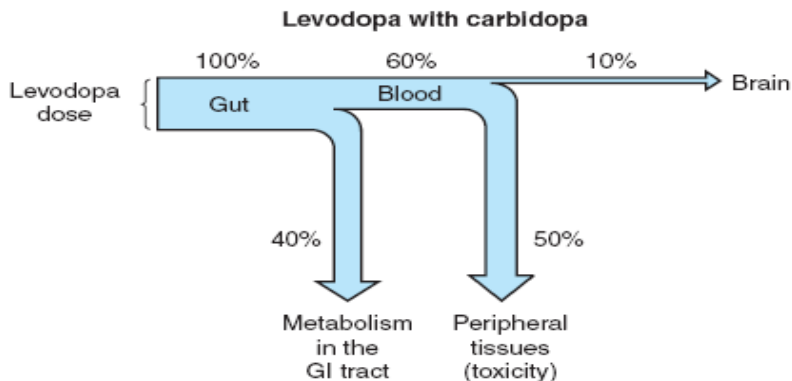 Levodopa with carbidopa
100% 60% 10%
Levodopa
dose
Gut
Blood
Brain
40%
50%
Metabolism
in the
GI tract
Peripheral
tissues
(toxicity)